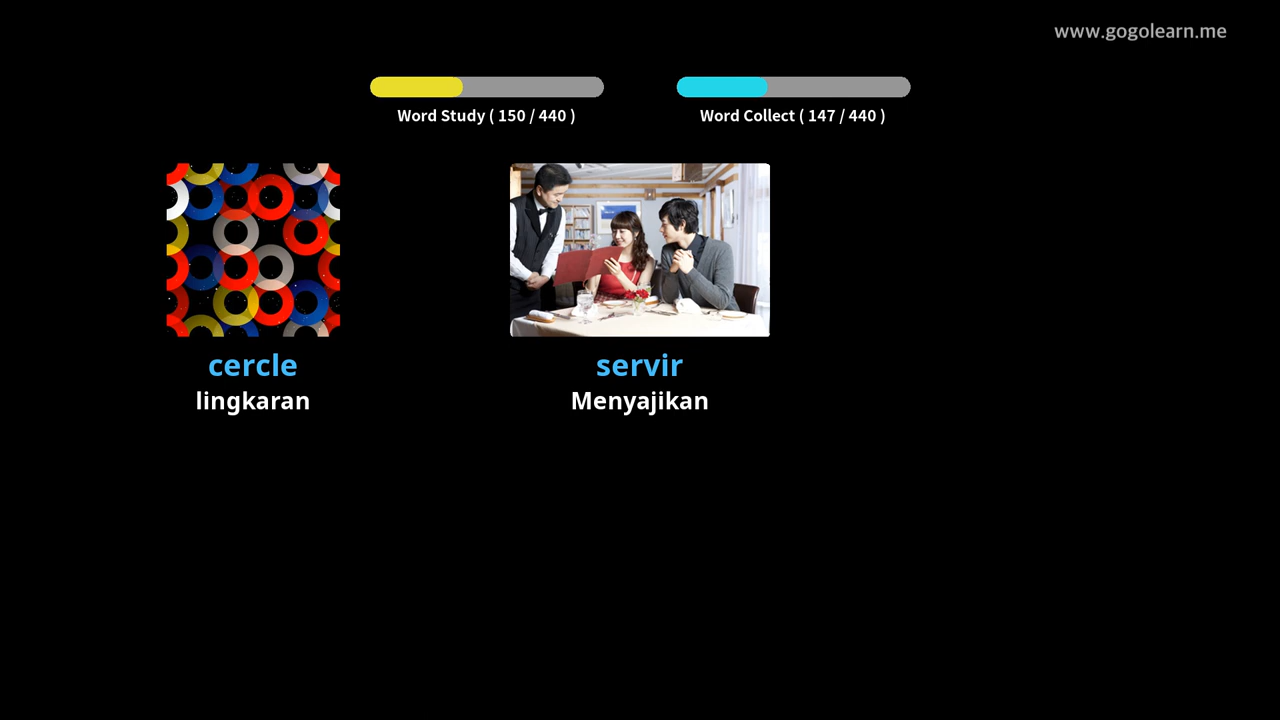 www.gogolearn.me
Word Study ( 150 / 440 )
Word Collect ( 147 / 440 )
cercle
lingkaran
servir
Menyajikan